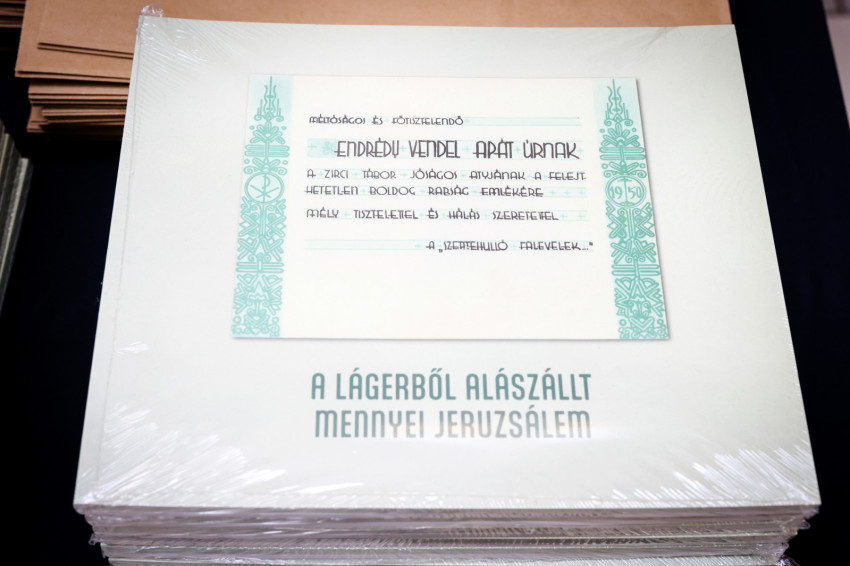 MÉLTÓSÁGOS ÉS FŐTISZTELENDŐ
ENDRÉDY VENDEL APÁT ÚRNAK
A ZIRCI TÁBOR JÓSÁGOS ATYJÁNAK A FELEJT
HETETLEN BOLDOG RABSÁG EMLÉKÉRE
MÉLY TISZTELETTEL ÉS HÁLÁS SZERETETTEL
A „SZERTEHULLÓ FALEVELEK..."
1950
A LÁGERBŐL ALÁSZÁLLT
MENNYEI JERUZSÁLEM